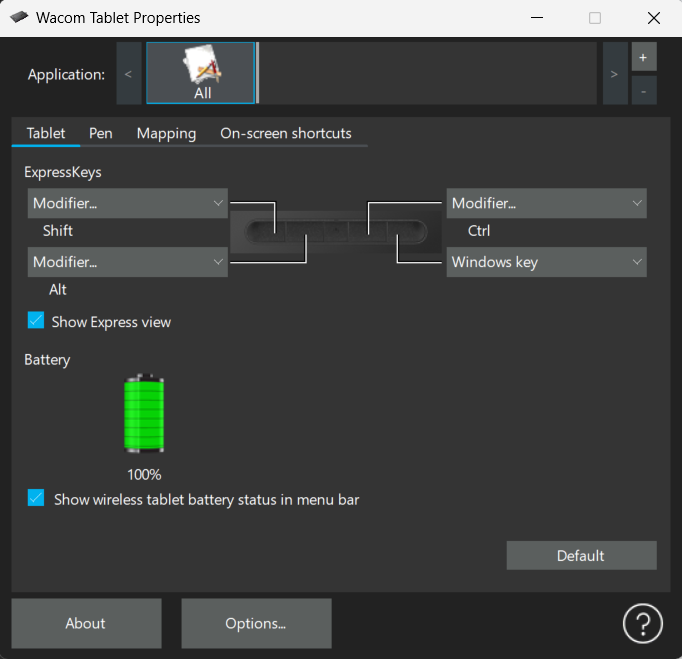 Wacom Tablet Properties
Application:
<
All
>
+
-
Tablet Pen Mapping On-screen shortcuts
ExpressKeys
Modifier... Modifier...
Shift Ctrl
Modifier... Windows key
Alt
Show Express view
Battery
100%
Show wireless tablet battery status in menu bar
Default
About Options... ?